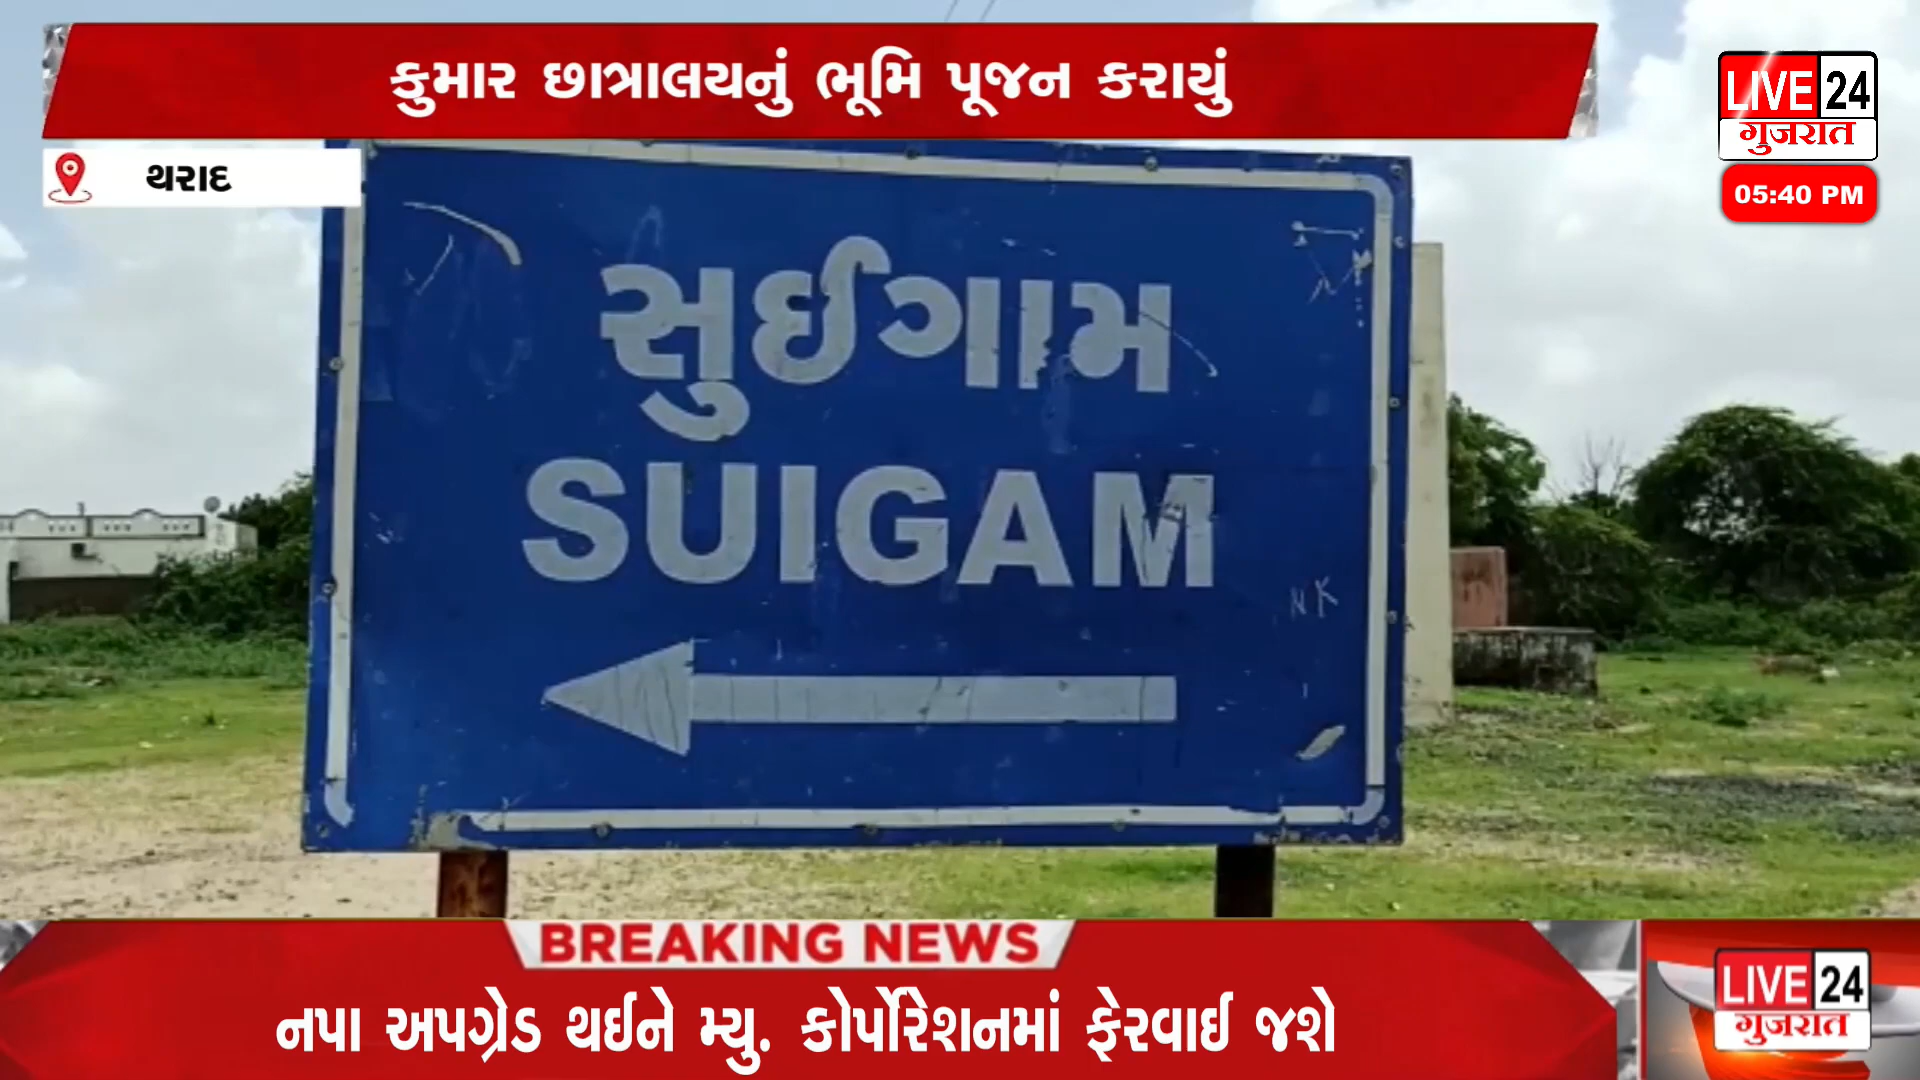 કુમાર છાત્રાલયનું ભૂમિ પૂજન કરાયું
LIVE 24
गुजरात
05:40 PM
થરાદ
સુઈગામ
SUIGAM
NK
BREAKING NEWS
નપા અપગ્રેડ થઈને મ્યુ. કોર્પોરેશનમાં ફેરવાઈ જશે
LIVE 24
गुजरात